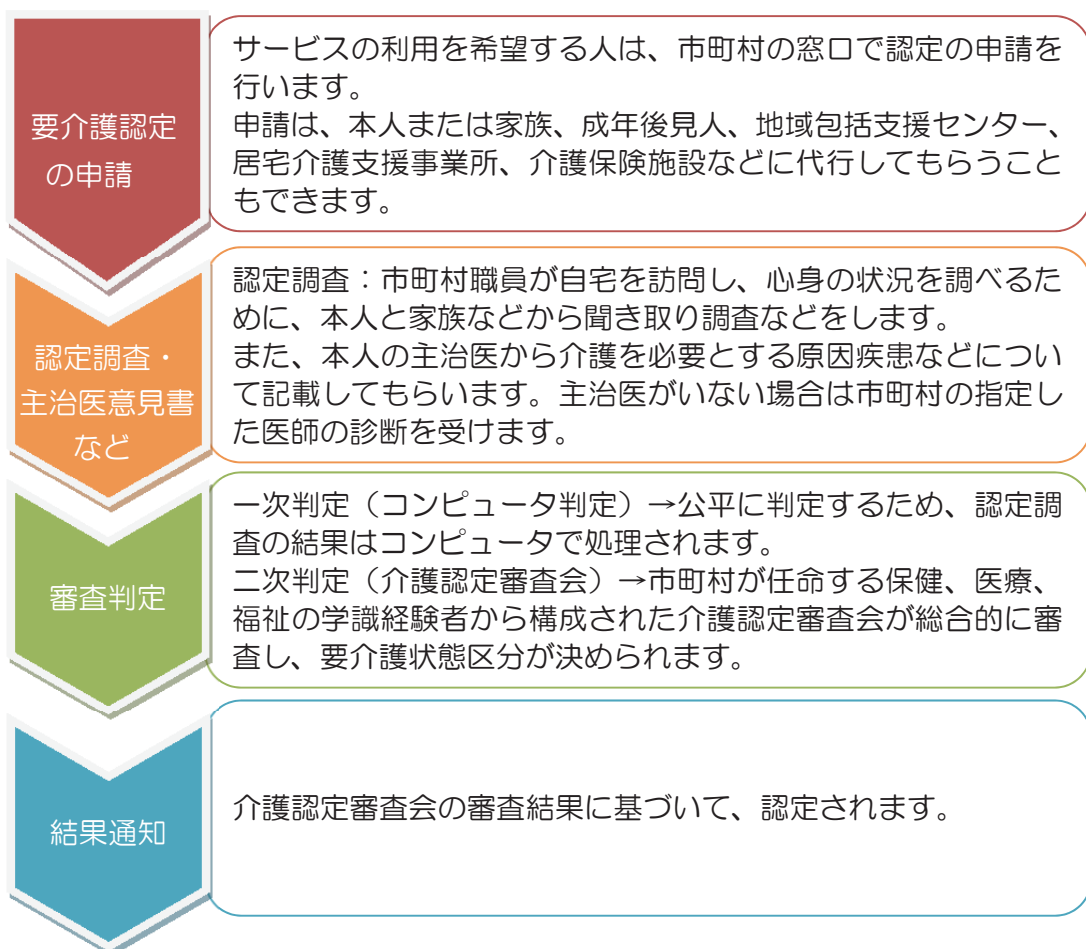 要介護認定
の申請
サービスの利用を希望する人は、市町村の窓口で認定の申請を
行います。
申請は、本人または家族、成年後見人、地域包括支援センター、
居宅介護支援事業所、介護保険施設などに代行してもらうこと
もできます。
認定調査・
主治医意見書
など
認定調査：市町村職員が自宅を訪問し、心身の状況を調べるた
めに、本人と家族などから聞き取り調査などをします。
また、本人の主治医から介護を必要とする原因疾患などについ
て記載してもらいます。主治医がいない場合は市町村の指定し
た医師の診断を受けます。
審査判定
一次判定（コンピュータ判定）→公平に判定するため、認定調
査の結果はコンピュータで処理されます。
二次判定（介護認定審査会）→市町村が任命する保健、医療、
福祉の学識経験者から構成された介護認定審査会が総合的に審
査し、要介護状態区分が決められます。
結果通知
介護認定審査会の審査結果に基づいて、認定されます。